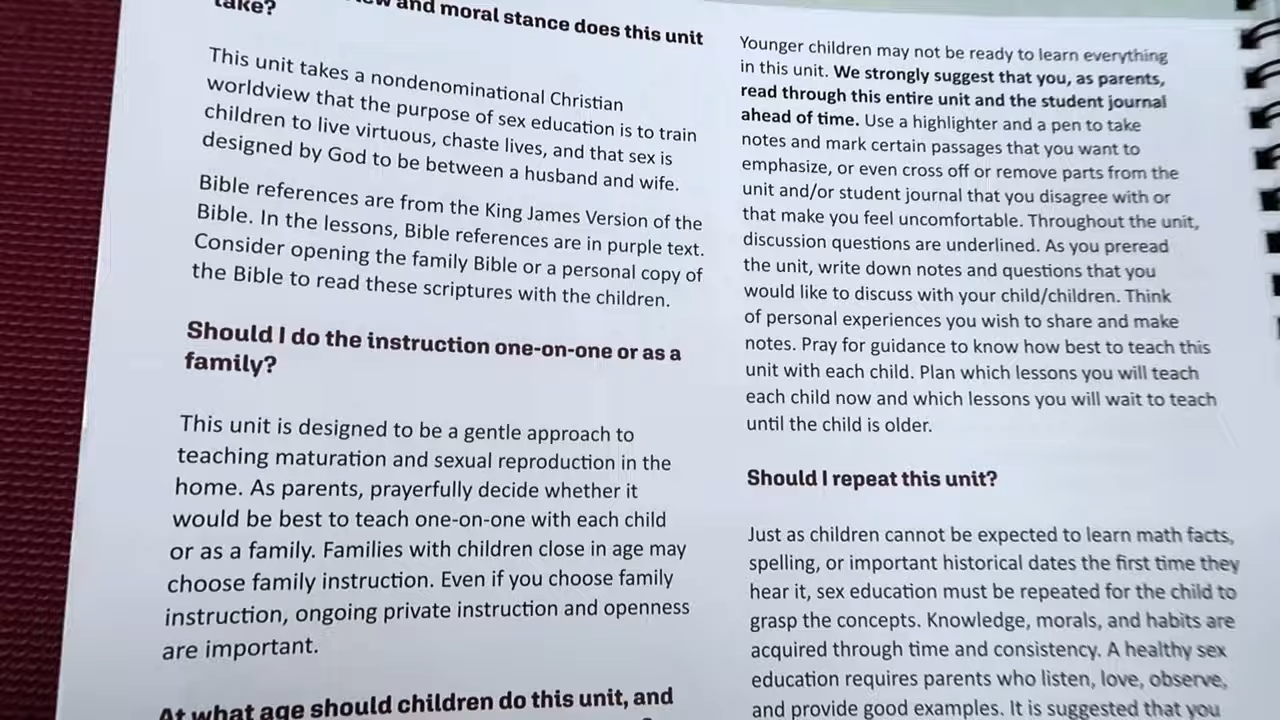 and moral stance does this unit
take?
This unit takes a nondenominational Christian
worldview that the purpose of sex education is to train
children to live virtuous, chaste lives, and that sex is
designed by God to be between a husband and wife.
Bible references are from the King James Version of the
Bible. In the lessons, Bible references are in purple text.
Consider opening the family Bible or a personal copy of
the Bible to read these scriptures with the children.
Should I do the instruction one-on-one or as a
family?
This unit is designed to be a gentle approach to
teaching maturation and sexual reproduction in the
home. As parents, prayerfully decide whether it
would be best to teach one-on-one with each child
or as a family. Families with children close in age may
choose family instruction. Even if you choose family
instruction, ongoing private instruction and openness
are important.
At what age should children do this unit, and
Younger children may not be ready to learn everything
in this unit. We strongly suggest that you, as parents,
read through this entire unit and the student journal
ahead of time. Use a highlighter and a pen to take
notes and mark certain passages that you want to
emphasize, or even cross off or remove parts from the
unit and/or student journal that you disagree with or
that make you feel uncomfortable. Throughout the unit,
discussion questions are underlined. As you preread
the unit, write down notes and questions that you
would like to discuss with your child/children. Think
of personal experiences you wish to share and make
notes. Pray for guidance to know how best to teach this
unit with each child. Plan which lessons you will teach
each child now and which lessons you will wait to teach
until the child is older.
Should I repeat this unit?
Just as children cannot be expected to learn math facts,
spelling, or important historical dates the first time they
hear it, sex education must be repeated for the child to
grasp the concepts. Knowledge, morals, and habits are
acquired through time and consistency. A healthy sex
education requires parents who listen, love, observe,
and provide good examples. It is suggested that you